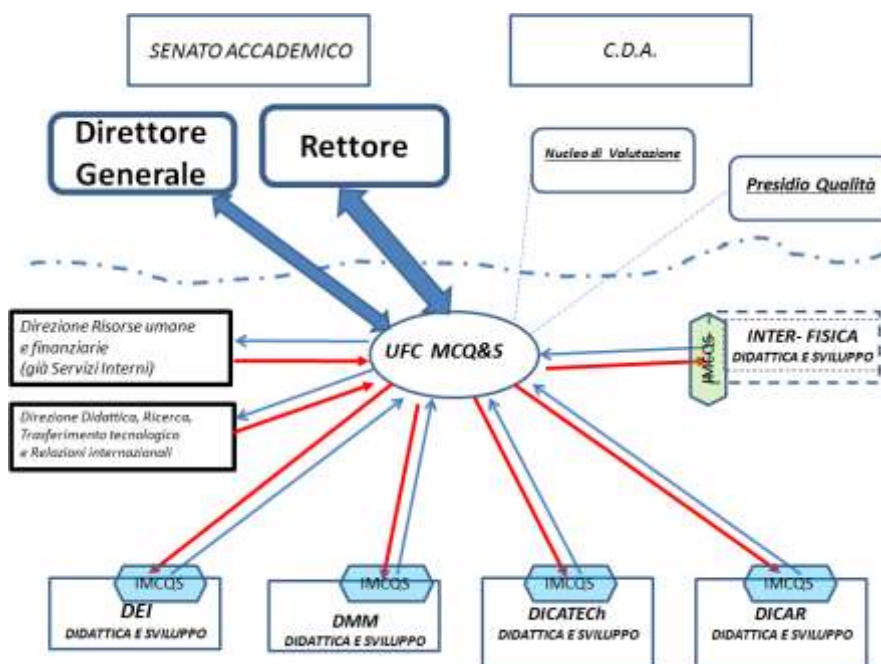 SENATO ACCADEMICO
C.D.A.
Direttore
Generale
Rettore
Nucleo di Valutazione
Presidio Qualità
Direzione Risorse umane
e finanziarie
(già Servizi Interni)
UFC MCQ&S
IMCQS
INTER- FISICA
DIDATTICA E SVILUPPO
Direzione Didattica, Ricerca,
Trasferimento tecnologico
e Relazioni internazionali
IMCQS
DEI
DIDATTICA E SVILUPPO
IMCQS
DMM
DIDATTICA E SVILUPPO
IMCQS
DICATECh
DIDATTICA E SVILUPPO
IMCQS
DICAR
DIDATTICA E SVILUPPO